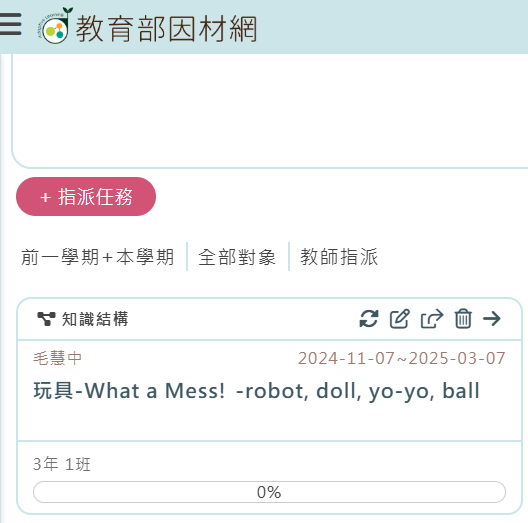 教育部因材網
+ 指派任務
前一學期+本學期 全部對象 教師指派
知識結構
毛慧中 2024-11-07~2025-03-07
玩具-What a Mess! -robot, doll, yo-yo, ball
3年 1班
0%